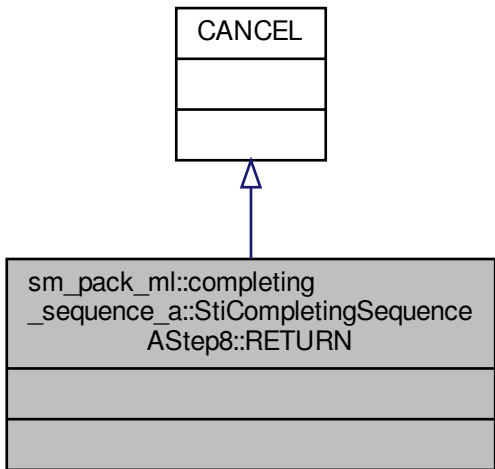 CANCEL
sm_pack_ml::completing
_sequence_a::StiCompletingSequence
AStep8::RETURN